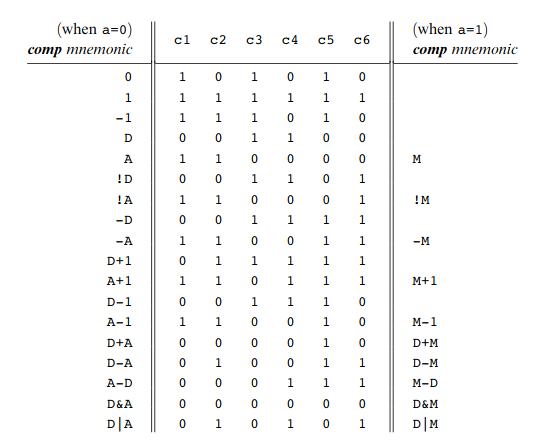 (when a=0) (when a=1)
comp mnemonic c1 c2 c3 c4 c5 c6 comp mnemonic
0 1 0 1 0 1 0
1 1 1 1 1 1 1
−1 1 1 1 0 1 0
D 0 0 1 1 0 0
A 1 1 0 0 0 0 M
!D 0 0 1 1 0 1
!A 1 1 0 0 0 1 !M
−D 0 0 1 1 1 1
−A 1 1 0 0 1 1 −M
D+1 0 1 1 1 1 1
A+1 1 1 0 1 1 1 M+1
D−1 0 0 1 1 1 0
A−1 1 1 0 0 1 0 M−1
D+A 0 0 0 0 1 0 D+M
D−A 0 1 0 0 1 1 D−M
A−D 0 0 0 1 1 1 M−D
D&A 0 0 0 0 0 0 D&M
D|A 0 1 0 1 0 1 D|M